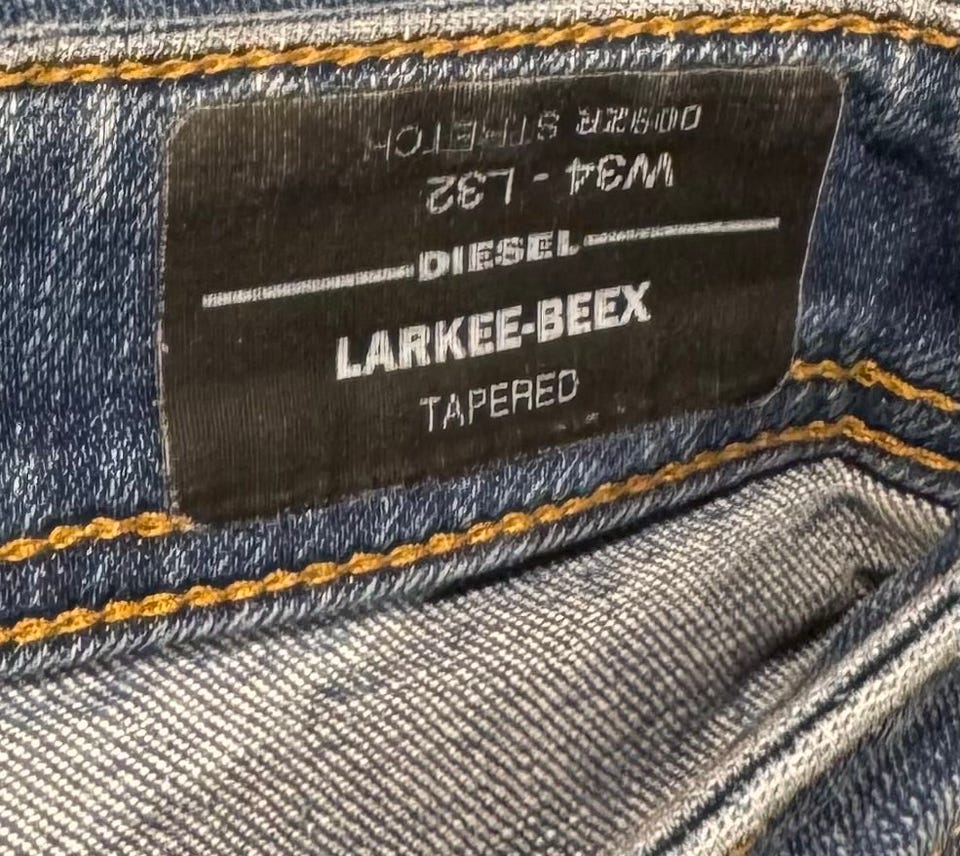 STRETCH
W34 - L32
DIESEL
LARKEE-BEEX
TAPERED